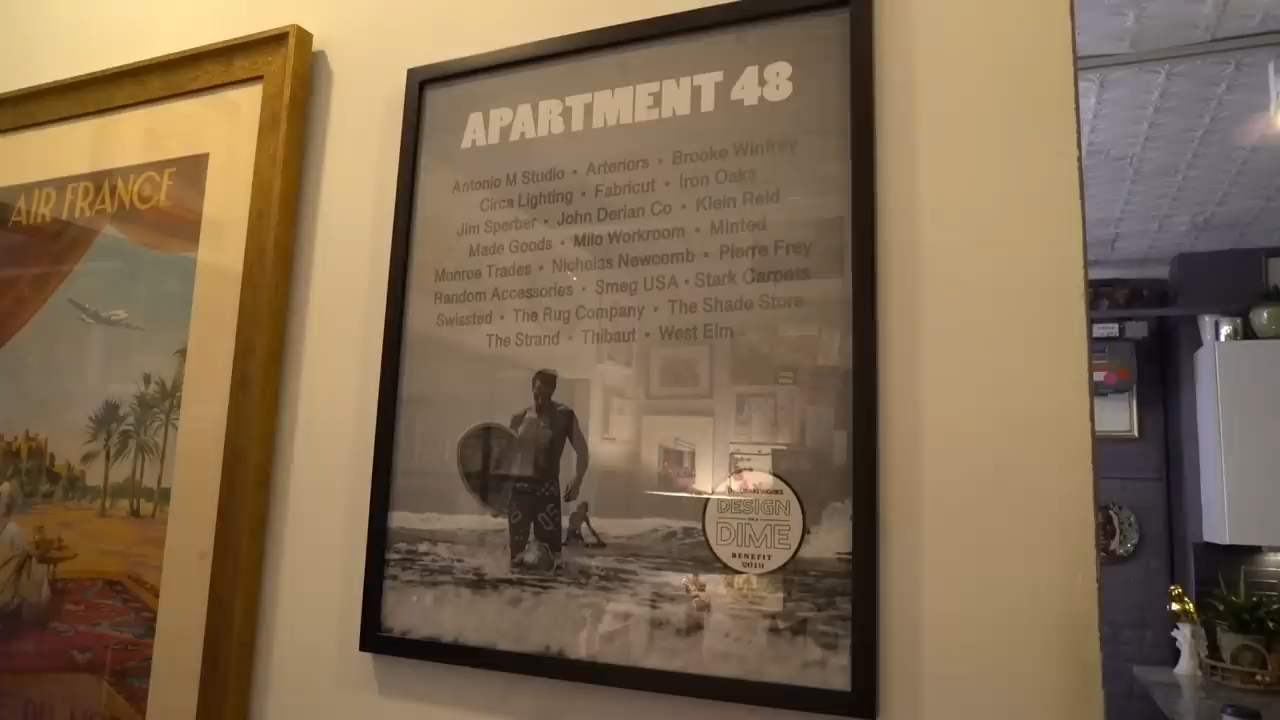 AIR FRANCE
APARTMENT 48
Antonio M Studio • Arteriors • Brooke Winfrey
Circa Lighting • Fabricut • Iron Oaks
Jim Sperber • John Derian Co • Klein Reid
Made Goods • Milo Workroom • Minted
Monroe Trades • Nicholas Newcomb • Pierre Frey
Random Accessories • Smeg USA • Stark Carpets
Swissted • The Rug Company • The Shade Store
The Strand • Thibaut • West Elm
05
DESIGN
DIME
BENEFIT
2019